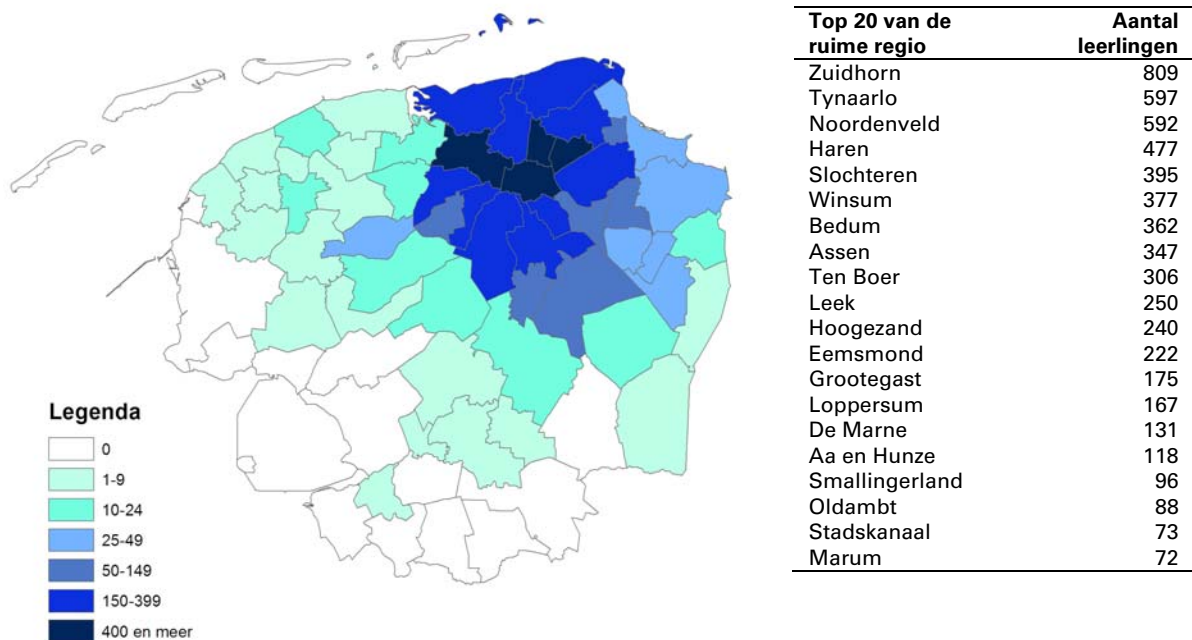 Top 20 van de ruime regio Aantal leerlingen
Zuidhorn 809
Tynaarlo 597
Noordenveld 592
Haren 477
Slochteren 395
Winsum 377
Bedum 362
Assen 347
Ten Boer 306
Leek 250
Hoogezand 240
Eemsmond 222
Grootegast 175
Loppersum 167
De Marne 131
Aa en Hunze 118
Smallingerland 96
Oldambt 88
Stadskanaal 73
Marum 72
Legenda
0
1-9
10-24
25-49
50-149
150-399
400 en meer